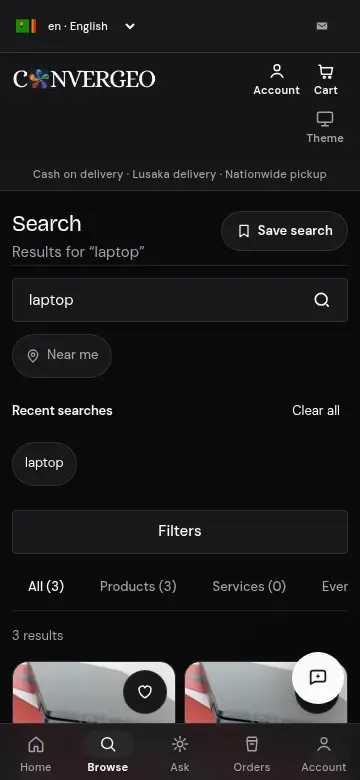 en · English
CONVERGEO
Account
Cart
Theme
Cash on delivery · Lusaka delivery · Nationwide pickup
Search
Results for “laptop”
Save search
laptop
Near me
Recent searches
Clear all
laptop
Filters
All (3)
Products (3)
Services (0)
Ever
3 results
Home
Browse
Ask
Orders
Account